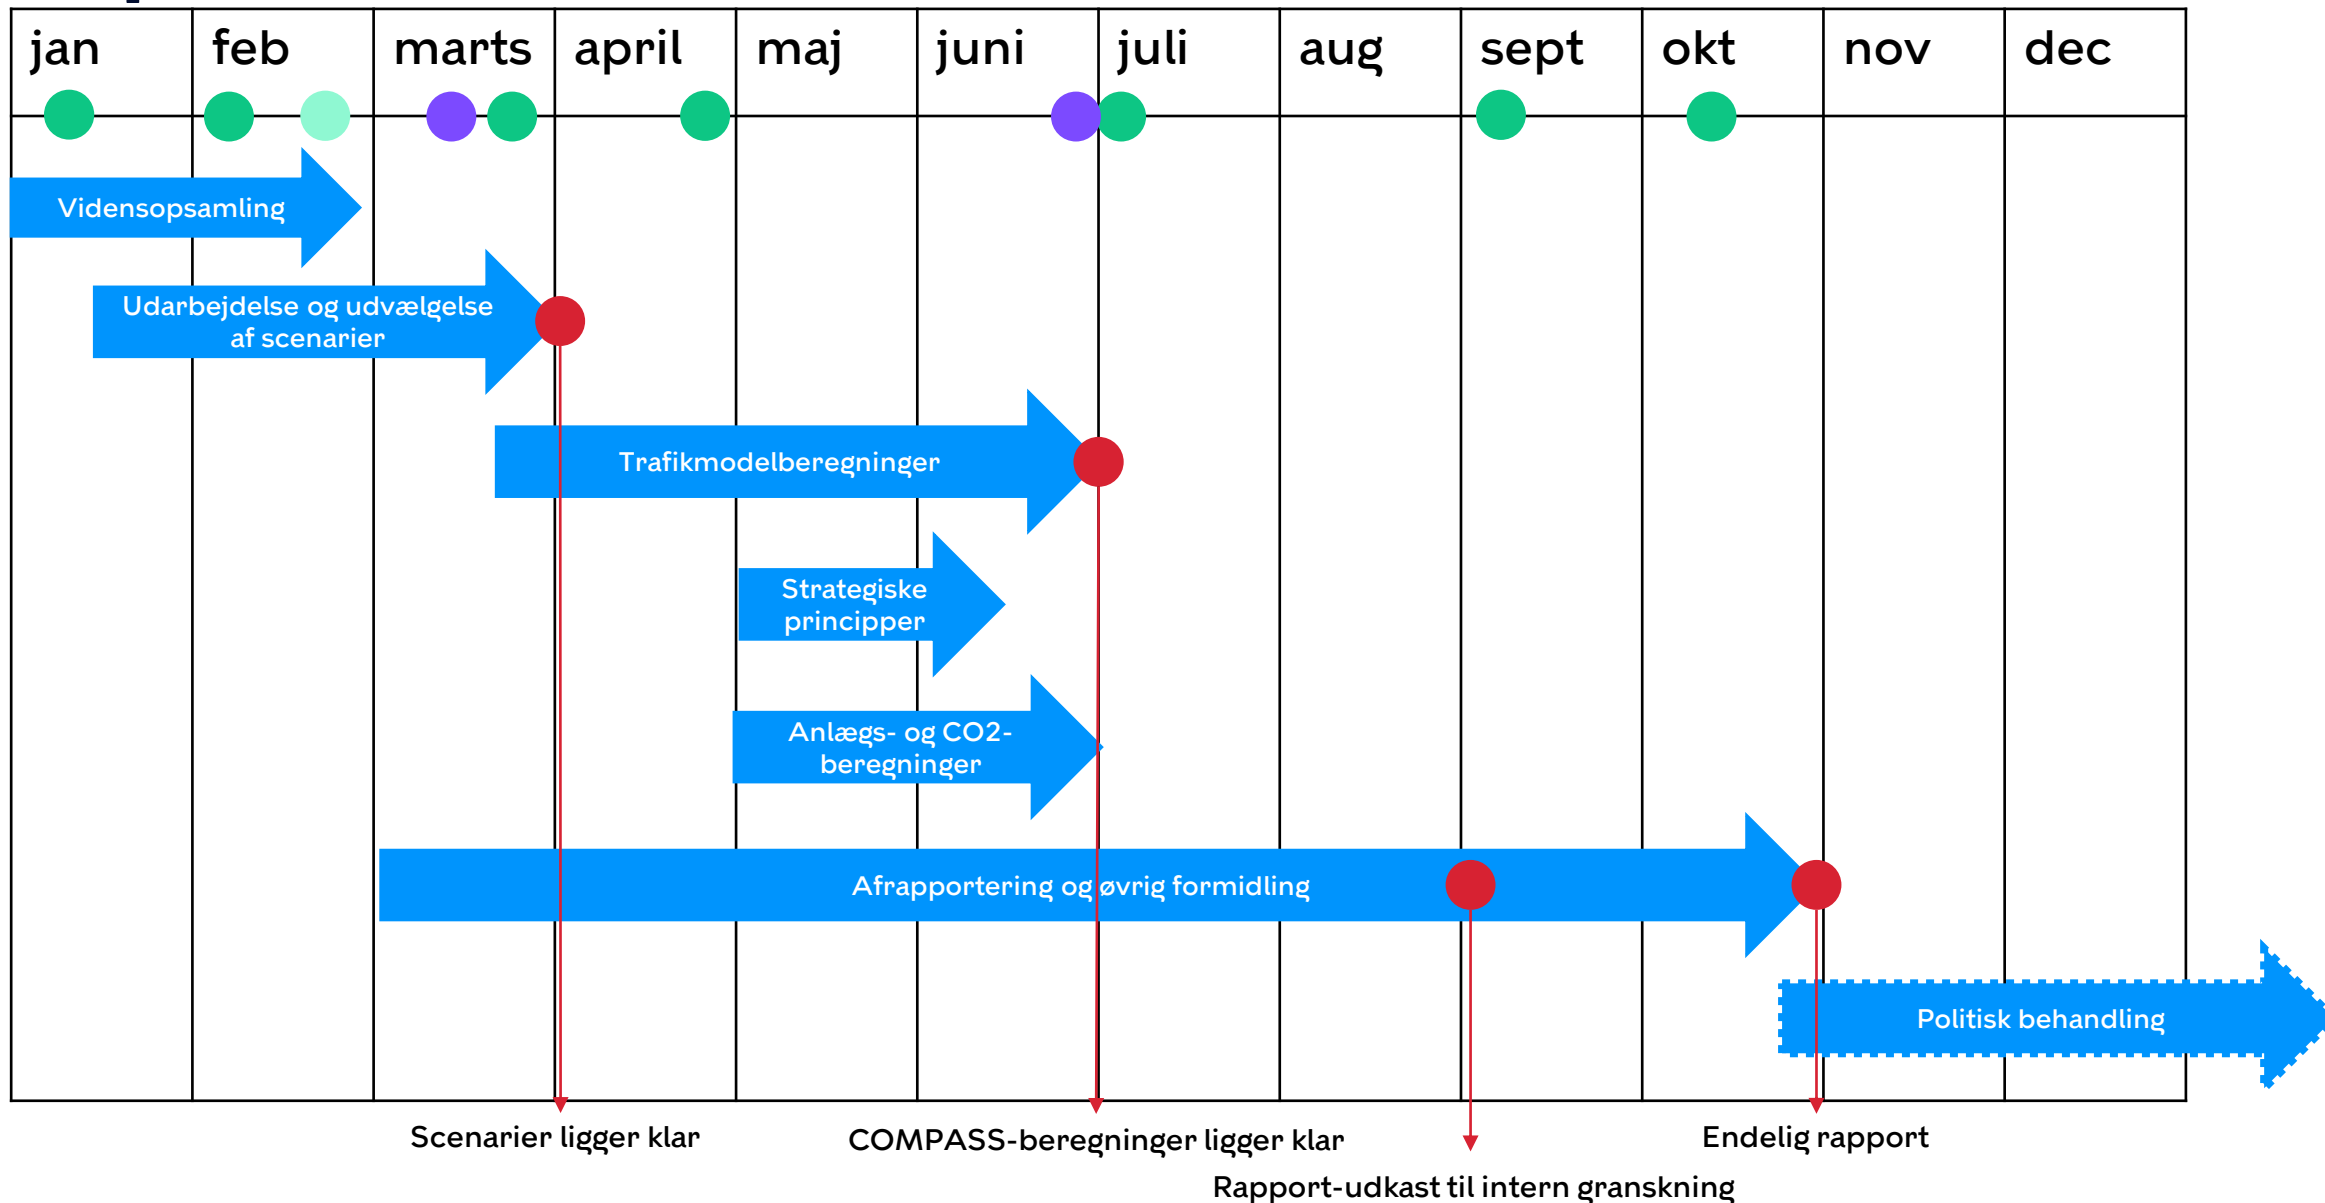 jan feb marts april maj juni juli aug sept okt nov dec
Vidensopsamling
Udarbejdelse og udvælgelse
af scenarier
Trafikmodelberegninger
Strategiske
principper
Anlægs- og CO2-
beregninger
Afrapportering og øvrig formidling
Politisk behandling
Scenarier ligger klar
COMPASS-beregninger ligger klar
Endelig rapport
Rapport-udkast til intern granskning